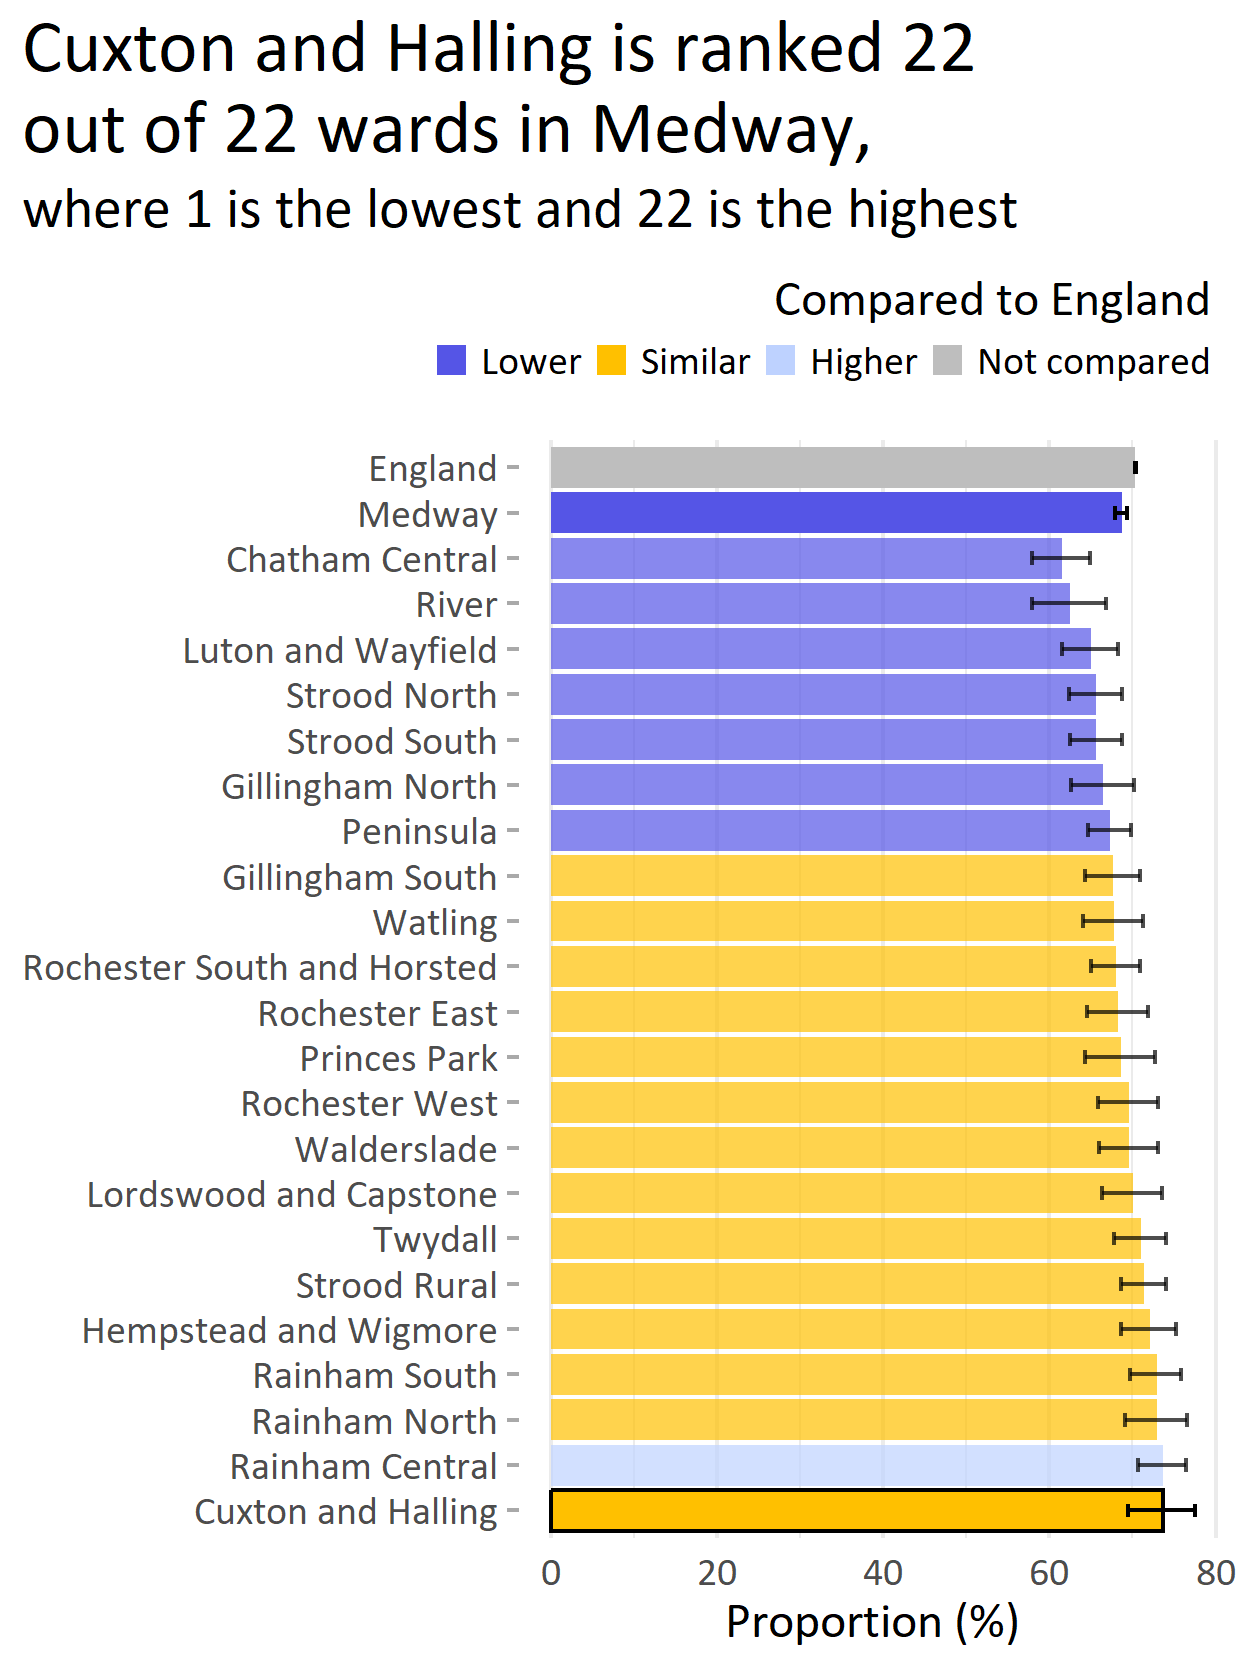 Cuxton and Halling is ranked 22
out of 22 wards in Medway,
where 1 is the lowest and 22 is the highest
Compared to England
Lower Similar Higher Not compared
England
Medway
Chatham Central
River
Luton and Wayfield
Strood North
Strood South
Gillingham North
Peninsula
Gillingham South
Watling
Rochester South and Horsted
Rochester East
Princes Park
Rochester West
Walderslade
Lordswood and Capstone
Twydall
Strood Rural
Hempstead and Wigmore
Rainham South
Rainham North
Rainham Central
Cuxton and Halling
0 20 40 60 80
Proportion (%)